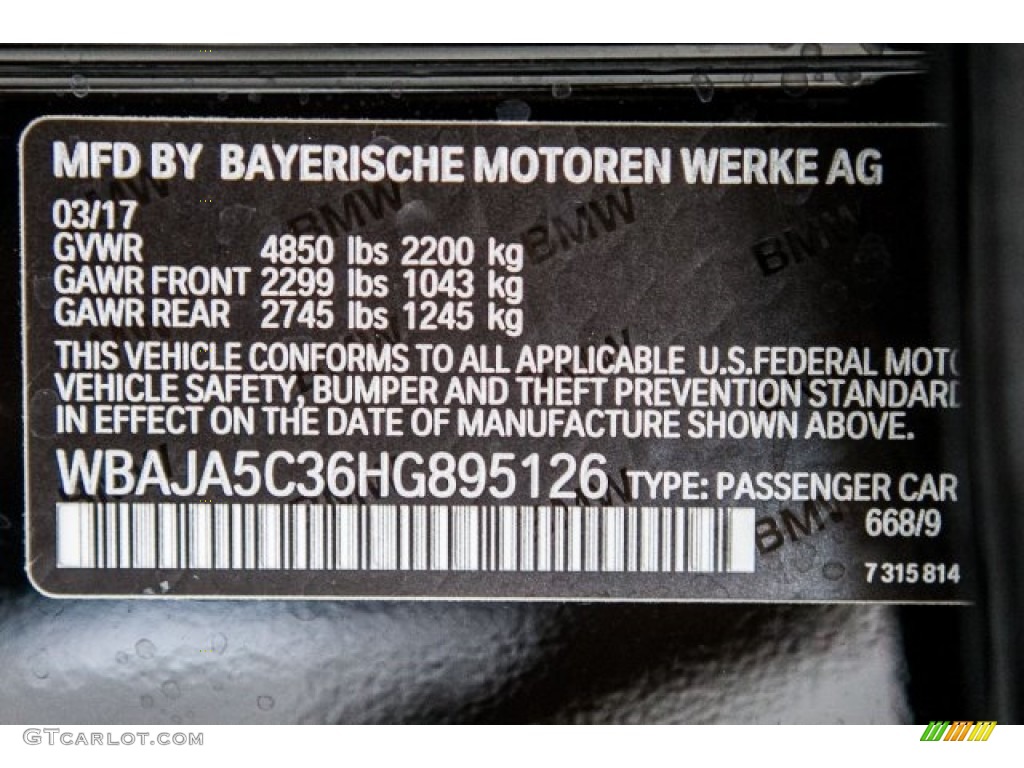 MFD BY BAYERISCHE MOTOREN WERKE AG
03/17
GVWR 4850 lbs 2200 kg
GAWR FRONT 2299 lbs 1043 kg
GAWR REAR 2745 lbs 1245 kg
THIS VEHICLE CONFORMS TO ALL APPLICABLE U.S.FEDERAL MOTO
VEHICLE SAFETY, BUMPER AND THEFT PREVENTION STANDARD
IN EFFECT ON THE DATE OF MANUFACTURE SHOWN ABOVE.
WBAJA5C36HG895126 TYPE: PASSENGER CAR
668/9
7 315 814
BMW BMW BMW
BMW
GTCARLOT.COM